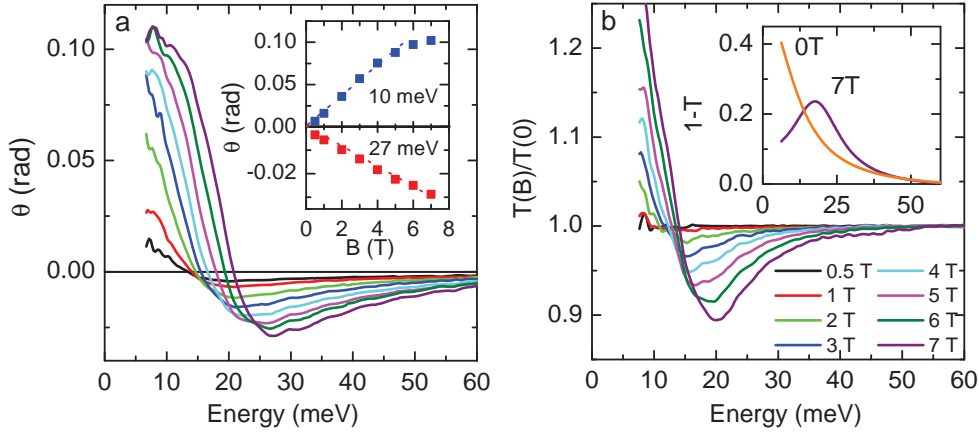 a
θ (rad)
0.10
0.05
0.00
0 10 20 30 40 50 60
Energy (meV)
θ (rad)
0.10
0.05
0.00
-0.02
10 meV
27 meV
0 2 4 6 8
B (T)
b
T(B)/T(0)
1.2
1.1
1.0
0.9
0 10 20 30 40 50 60
Energy (meV)
1-T
0.4
0.2
0.0
0 25 50
0T
7T
0.5 T
1 T
2 T
3 T
4 T
5 T
6 T
7 T